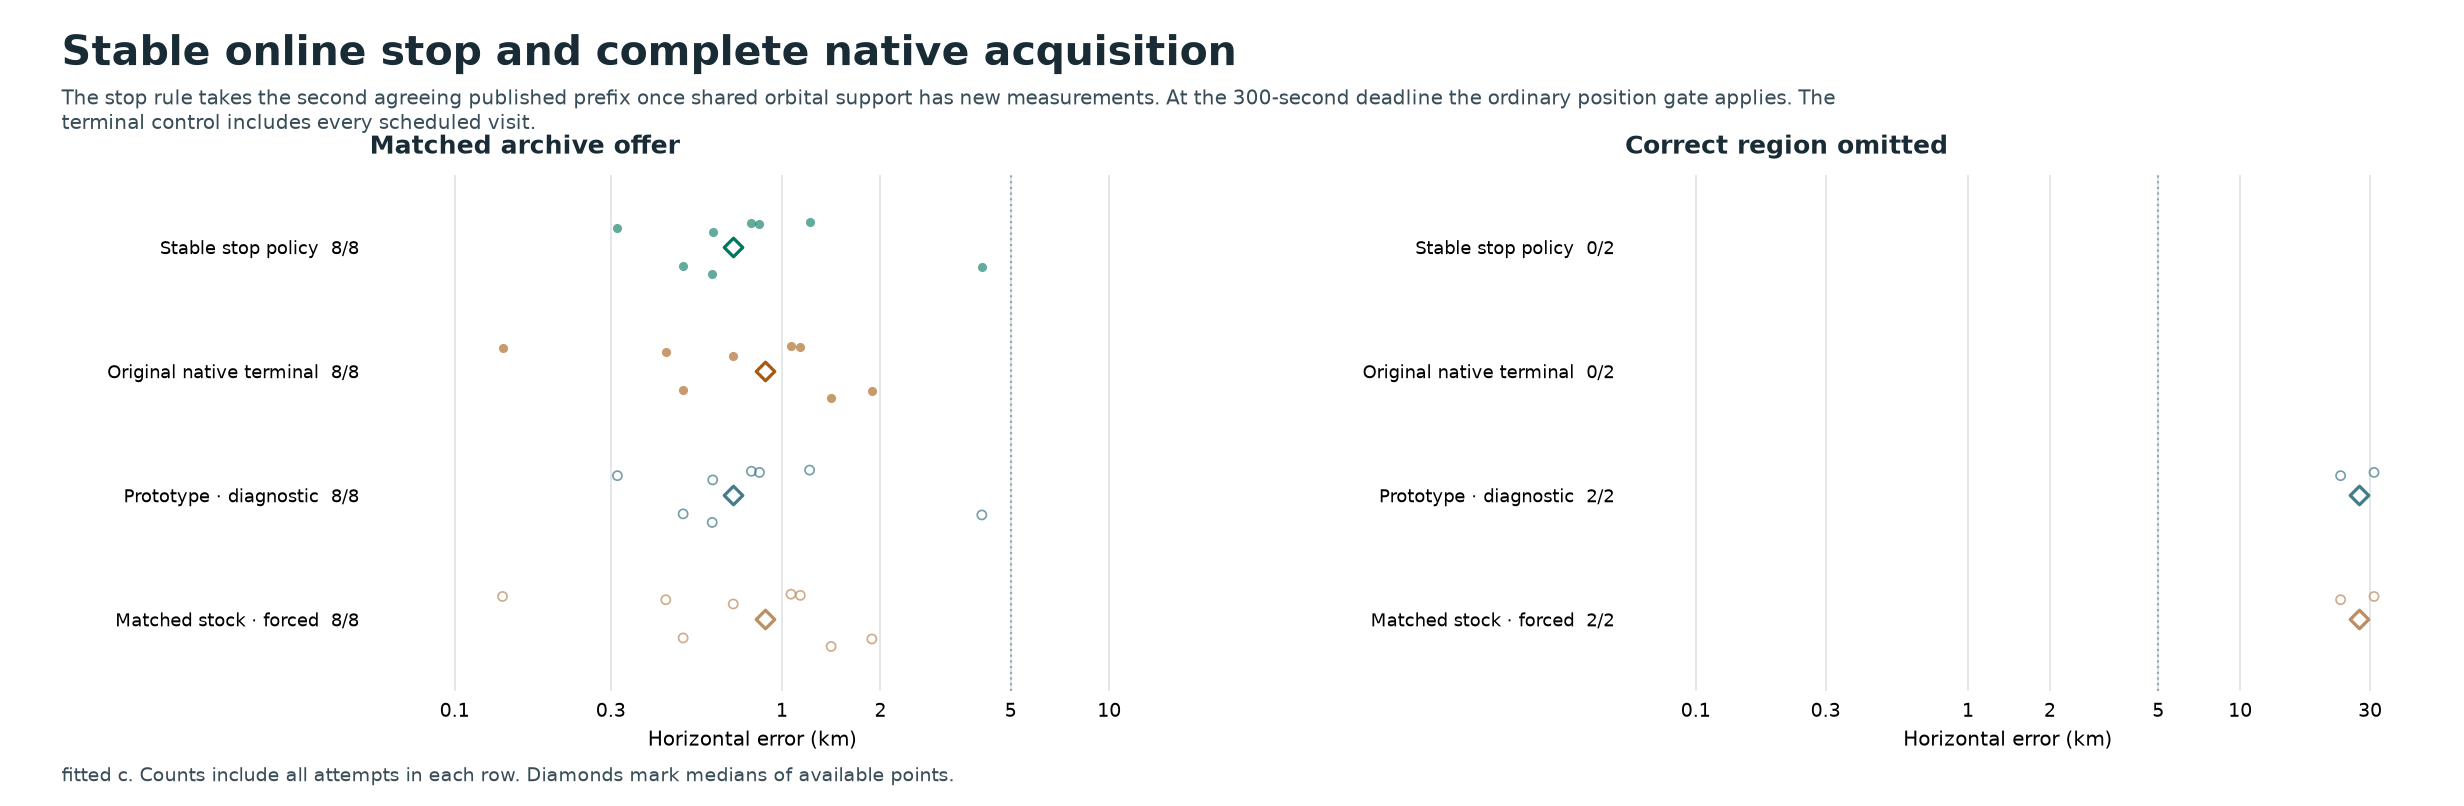 Stable online stop and complete native acquisition
The stop rule takes the second agreeing published prefix once shared orbital support has new measurements. At the 300-second deadline the ordinary position gate applies. The
terminal control includes every scheduled visit.
Matched archive offer
Stable stop policy 8/8
Original native terminal 8/8
Prototype · diagnostic 8/8
Matched stock · forced 8/8
0.1 0.3 1 2 5 10
Horizontal error (km)
Correct region omitted
Stable stop policy 0/2
Original native terminal 0/2
Prototype · diagnostic 2/2
Matched stock · forced 2/2
0.1 0.3 1 2 5 10 30
Horizontal error (km)
fitted c. Counts include all attempts in each row. Diamonds mark medians of available points.